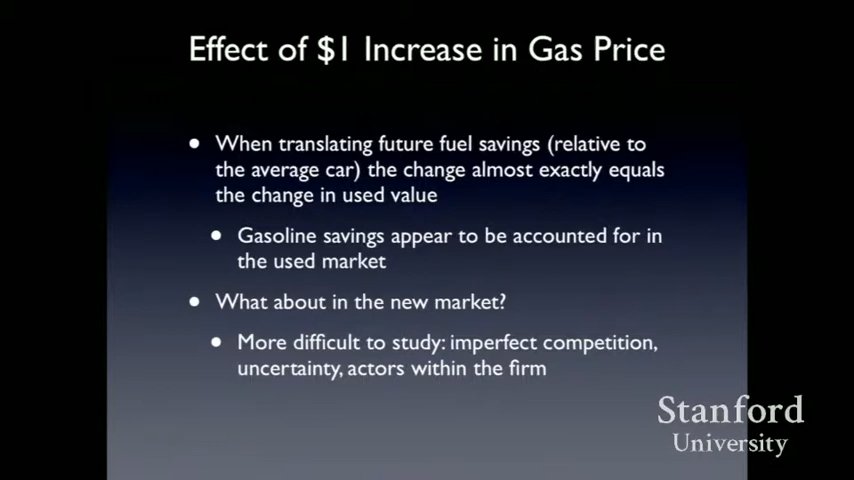 Effect of $1 Increase in Gas Price
• When translating future fuel savings (relative to
the average car) the change almost exactly equals
the change in used value
• Gasoline savings appear to be accounted for in
the used market
• What about in the new market?
• More difficult to study: imperfect competition,
uncertainty, actors within the firm
Stanford
University